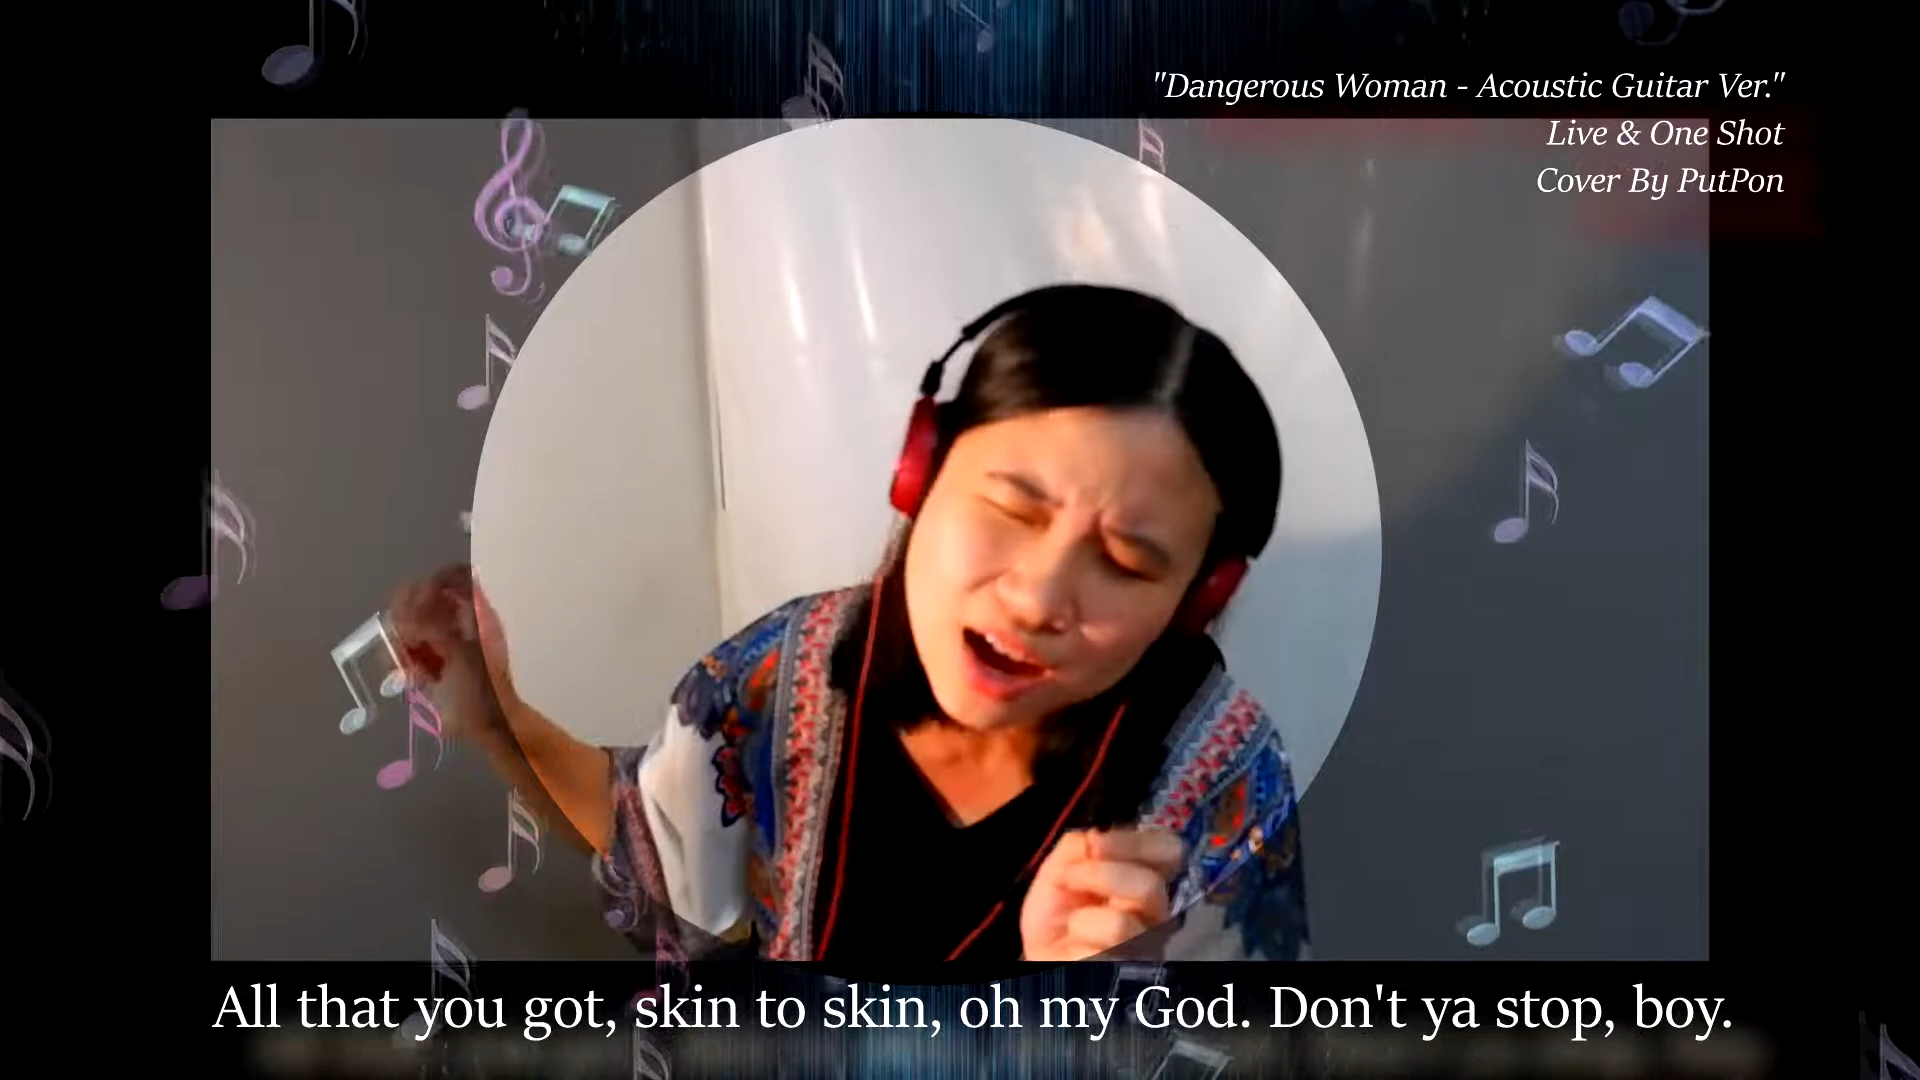 "Dangerous Woman - Acoustic Guitar Ver."
Live & One Shot
Cover By PutPon
All that you got, skin to skin, oh my God. Don't ya stop, boy.